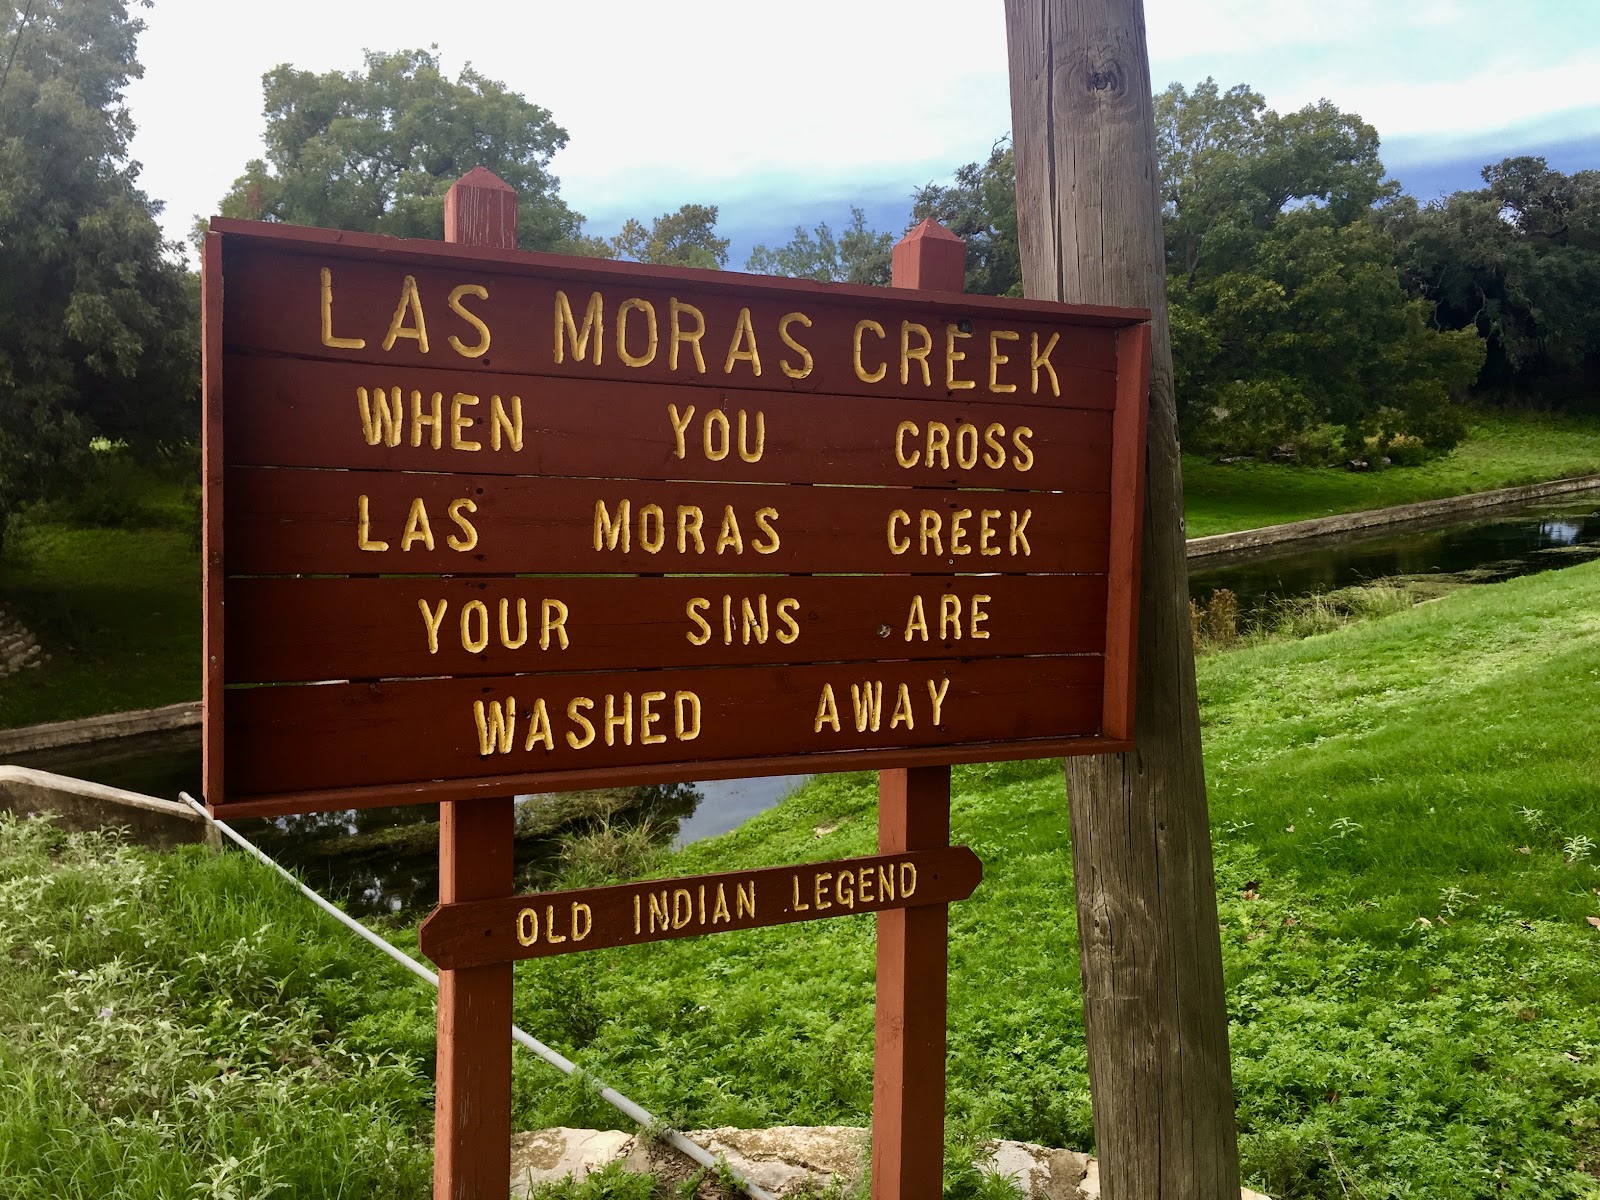 LAS MORAS CREEK
WHEN YOU CROSS
LAS MORAS CREEK
YOUR SINS ARE
WASHED AWAY
OLD INDIAN LEGEND